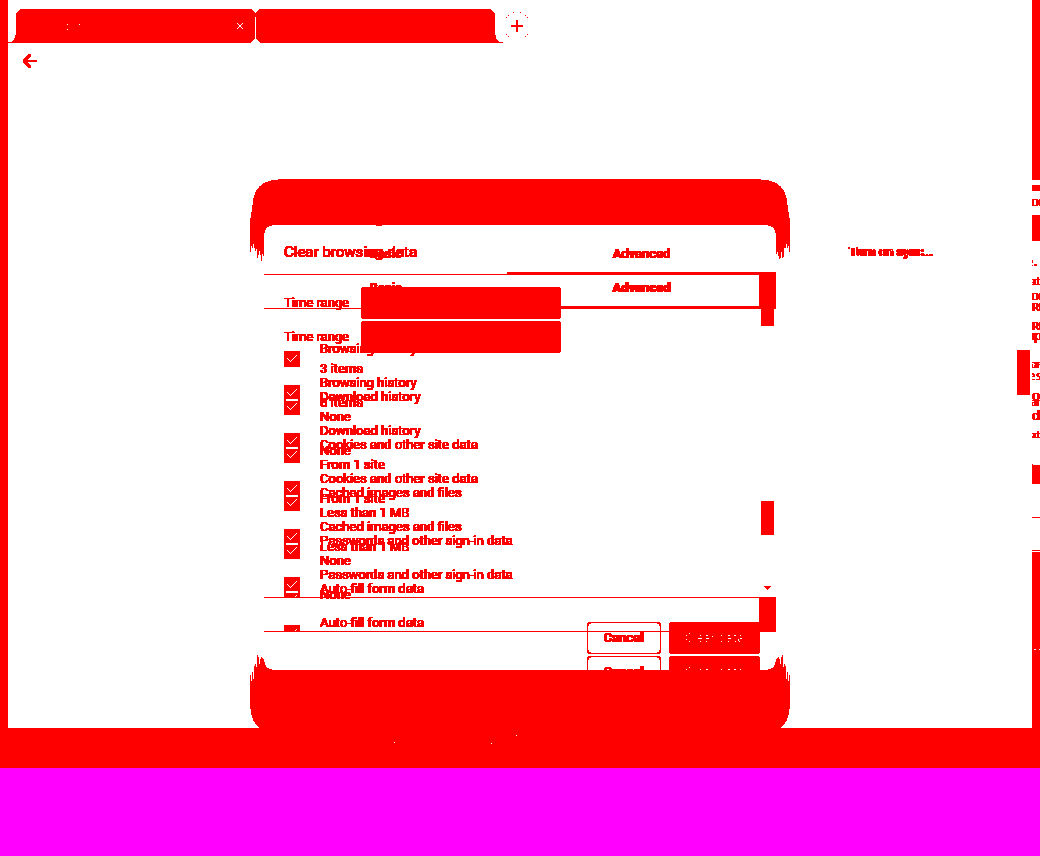 Clear browsing data
Advanced
Turn on sync...
Basic
Advanced
Time range
Time range
Browsing history
3 items
Browsing history
Download history
items
None
Download history
Cookies and other site data
None
From 1 site
Cookies and other site data
Cached images and files
From 1 site
Less than 1 MB
Cached images and files
Passwords and other sign-in data
Less than 1 MB
None
Passwords and other sign-in data
Auto-fill form data
None
Auto-fill form data
Cancel
Clear data
Cancel